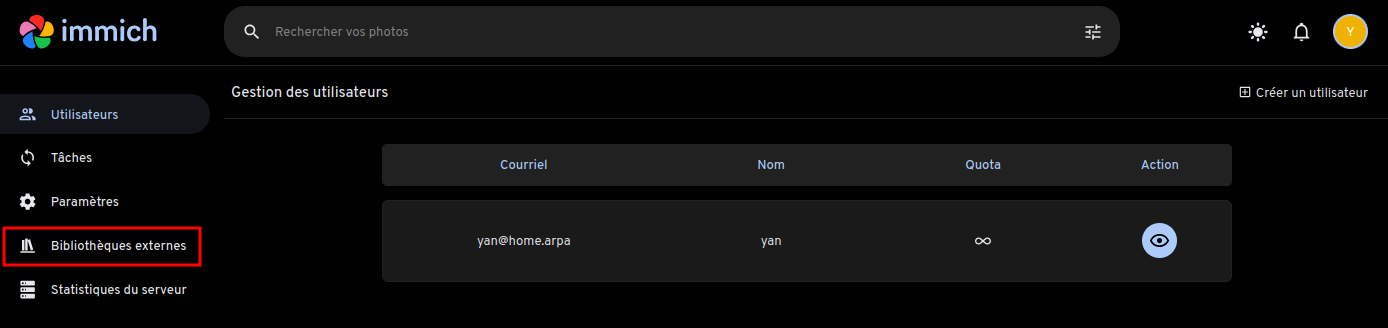 immich
Rechercher vos photos
Y
Gestion des utilisateurs
Créer un utilisateur
Utilisateurs
Tâches
Paramètres
Bibliothèques externes
Statistiques du serveur
Courriel Nom Quota Action
yan@home.arpa yan ∞